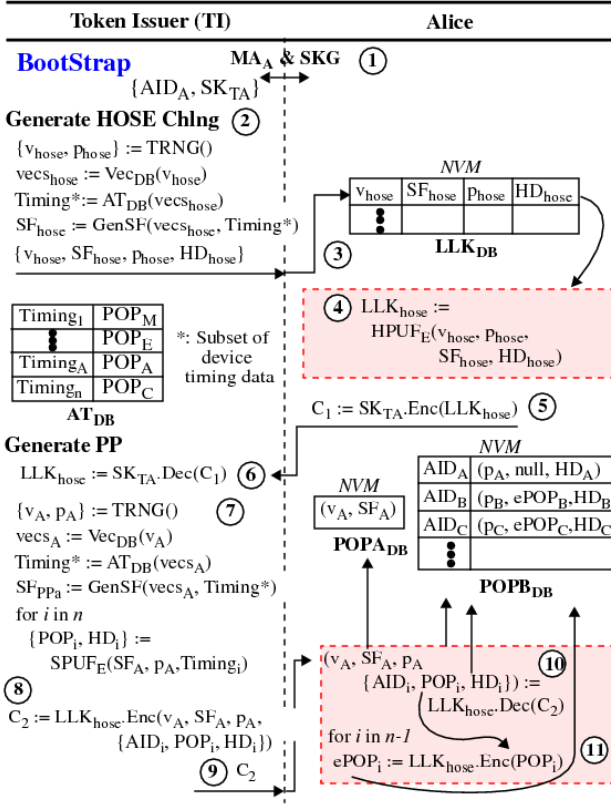 Token Issuer (TI)
Alice
BootStrap
MA_A & SKG
1
{AID_A, SK_TA}
Generate HOSE Chlng 2
{v_hose, p_hose} := TRNG()
vecs_hose := Vec_DB(v_hose)
Timing*:= AT_DB(vecs_hose)
SF_hose := GenSF(vecs_hose, Timing*)
{v_hose, SF_hose, p_hose, HD_hose}
3
NVM
v_hose SF_hose p_hose HD_hose
LLK_DB
4 LLK_hose :=
HPUF_E(v_hose, p_hose,
SF_hose, HD_hose)
Timing_1 POP_M
POP_E
Timing_A POP_A
Timing_n POP_C
AT_DB
*: Subset of
device
timing data
C_1 := SK_TA.Enc(LLK_hose) 5
Generate PP
LLK_hose := SK_TA.Dec(C_1) 6
{v_A, p_A} := TRNG() 7
vecs_A := Vec_DB(v_A)
Timing* := AT_DB(vecs_A)
SF_PPa := GenSF(vecs_A, Timing*)
for i in n
{POP_i, HD_i} :=
SPUF_E(SF_A, p_A,Timing_i)
8
C_2 := LLK_hose.Enc(v_A, SF_A, p_A,
{AID_i, POP_i, HD_i})
9 C_2
NVM
(v_A, SF_A)
POPA_DB
NVM
AID_A (p_A, null, HD_A)
AID_B (p_B, ePOP_B,HD_B)
AID_C (p_C, ePOP_C,HD_C)
POPB_DB
(v_A, SF_A, p_A
10
{AID_i, POP_i, HD_i}) :=
LLK_hose.Dec(C_2)
for i in n-1
11
ePOP_i := LLK_hose.Enc(POP_i)